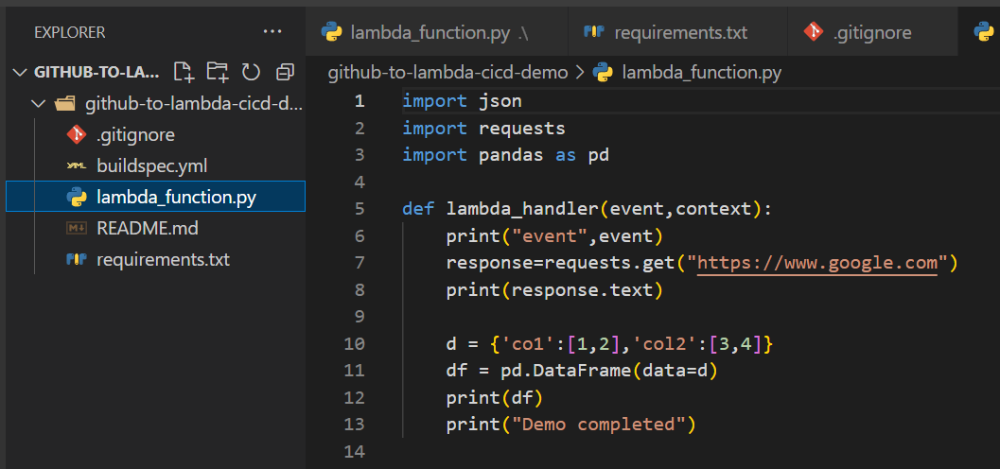 EXPLORER
...
lambda_function.py .\
requirements.txt
.gitignore
GITHUB-TO-LA...
github-to-lambda-cicd-d...
.gitignore
buildspec.yml
lambda_function.py
README.md
requirements.txt
github-to-lambda-cicd-demo > lambda_function.py
1 import json
2 import requests
3 import pandas as pd
4
5 def lambda_handler(event,context):
6     print("event",event)
7     response=requests.get("https://www.google.com")
8     print(response.text)
9
10     d = {'co1':[1,2],'col2':[3,4]}
11     df = pd.DataFrame(data=d)
12     print(df)
13     print("Demo completed")
14